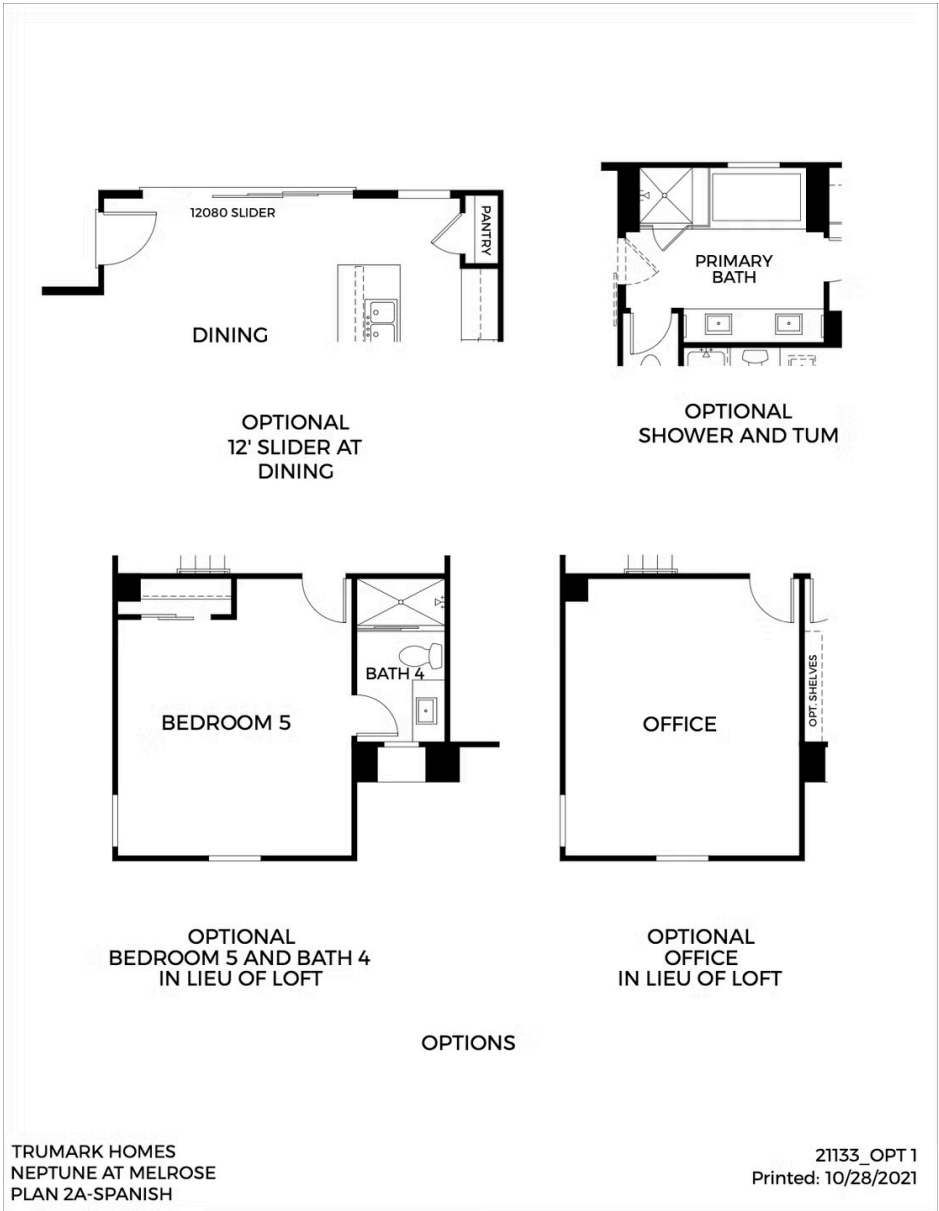 12080 SLIDER
PANTRY
DINING
OPTIONAL
12' SLIDER AT
DINING
PRIMARY
BATH
OPTIONAL
SHOWER AND TUM
BATH 4
BEDROOM 5
OPTIONAL
BEDROOM 5 AND BATH 4
IN LIEU OF LOFT
OFFICE
OPT. SHELVES
OPTIONAL
OFFICE
IN LIEU OF LOFT
OPTIONS
TRUMARK HOMES
NEPTUNE AT MELROSE
PLAN 2A-SPANISH
21133_OPT 1
Printed: 10/28/2021